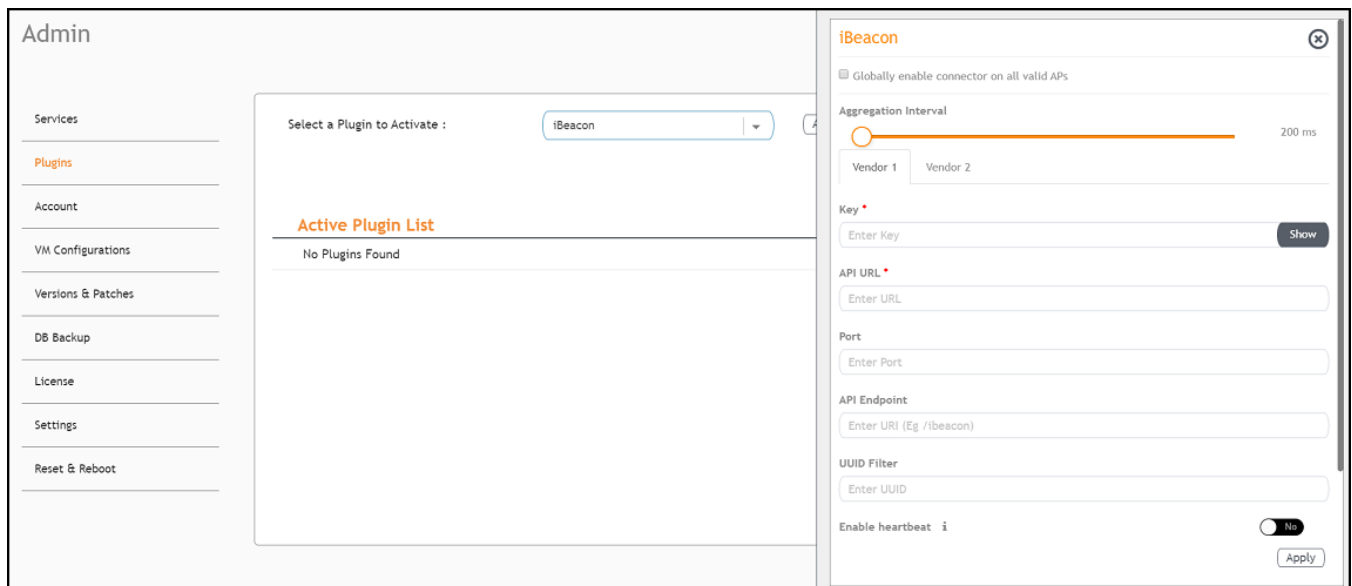 Admin
Services
Plugins
Account
VM Configurations
Versions & Patches
DB Backup
License
Settings
Reset & Reboot
Select a Plugin to Activate :
iBeacon
Active Plugin List
No Plugins Found
iBeacon
Globally enable connector on all valid APs
Aggregation Interval
200 ms
Vendor 1 Vendor 2
Key *
Enter Key Show
API URL *
Enter URL
Port
Enter Port
API Endpoint
Enter URI (Eg /ibeacon)
UUID Filter
Enter UUID
Enable heartbeat i No
Apply